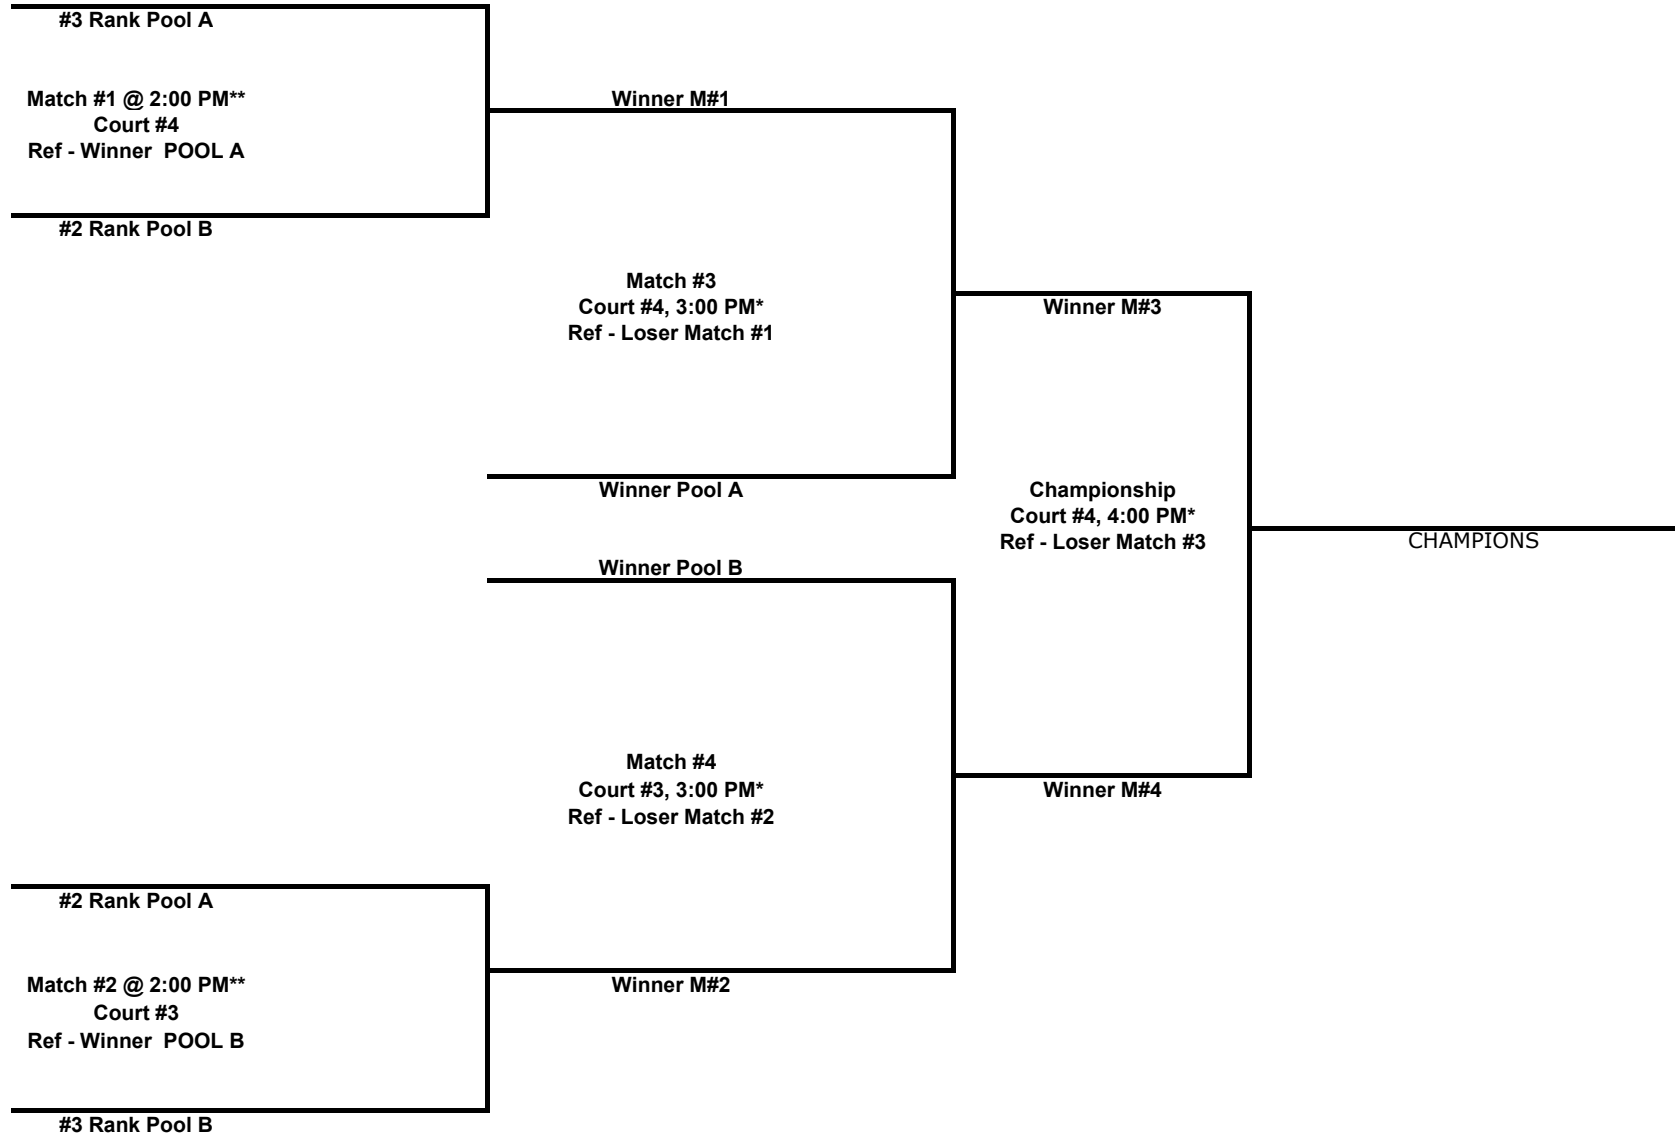 #3 Rank Pool A
Match #1 @ 2:00 PM**
Court #4
Ref - Winner  POOL A
#2 Rank Pool B
Winner M#1
Match #3
Court #4, 3:00 PM*
Ref - Loser Match #1
Winner Pool A
Winner M#3
Championship
Court #4, 4:00 PM*
Ref - Loser Match #3
CHAMPIONS
Winner Pool B
Match #4
Court #3, 3:00 PM*
Ref - Loser Match #2
Winner M#4
#2 Rank Pool A
Match #2 @ 2:00 PM**
Court #3
Ref - Winner  POOL B
Winner M#2
#3 Rank Pool B